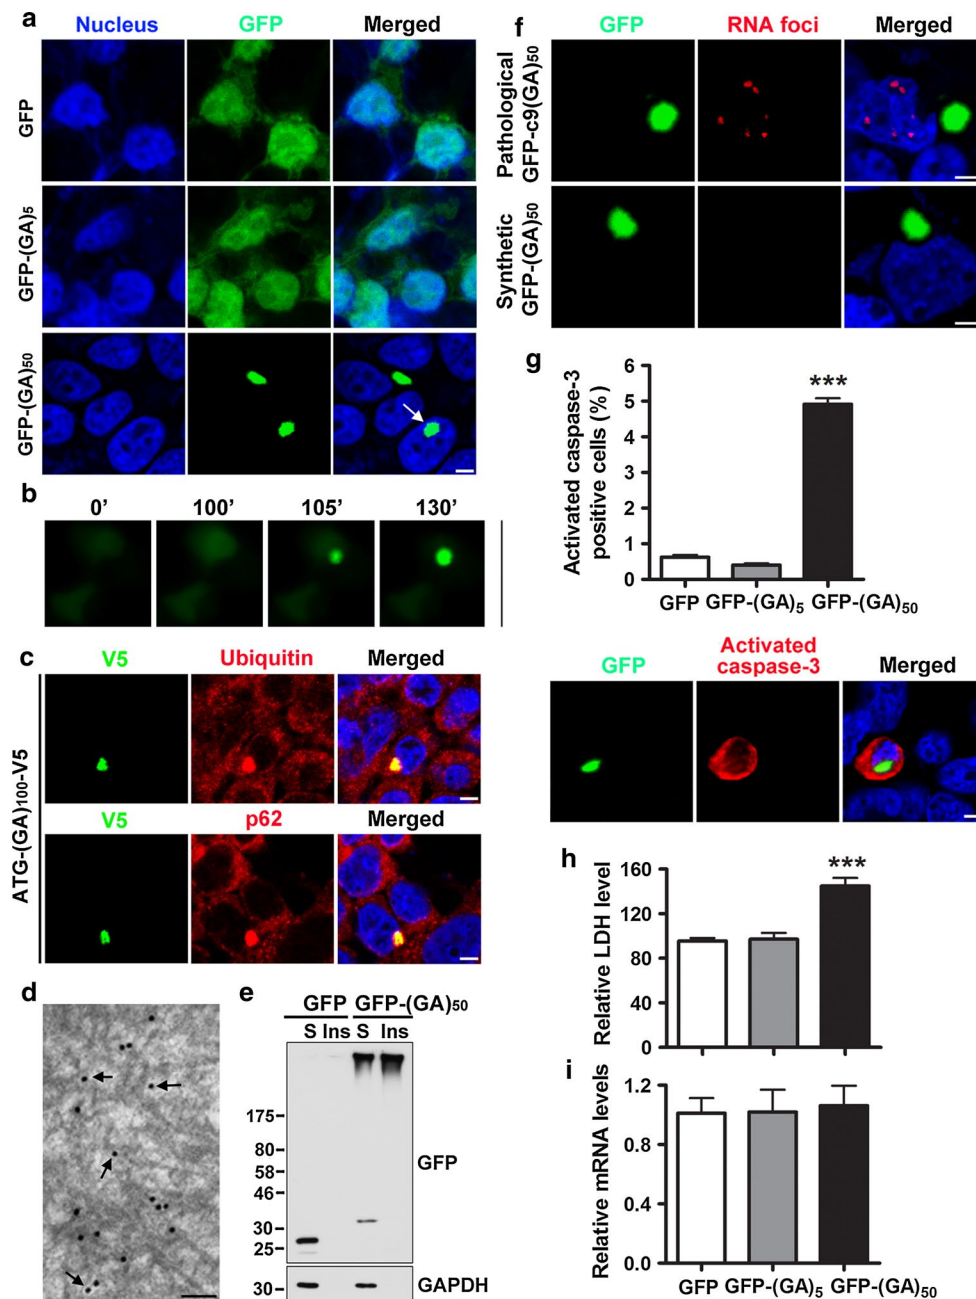 a
Nucleus GFP Merged
GFP
GFP-(GA)5
GFP-(GA)50
b
0’ 100’ 105’ 130’
c
V5 Ubiquitin Merged
ATG-(GA)100-V5
V5 p62 Merged
d
e
GFP GFP-(GA)50
S Ins S Ins
175
80
58
46
30
25
GFP
30
GAPDH
f
GFP RNA foci Merged
Pathological
GFP-c9(GA)50
Synthetic
GFP-(GA)50
g
Activated caspase-3
positive cells (%)
6
5
4
3
2
1
0
***
GFP GFP-(GA)5 GFP-(GA)50
GFP Activated
caspase-3 Merged
h
Relative LDH level
160
120
80
40
0
***
i
Relative mRNA levels
1.2
0.8
0.4
0.0
GFP GFP-(GA)5 GFP-(GA)50